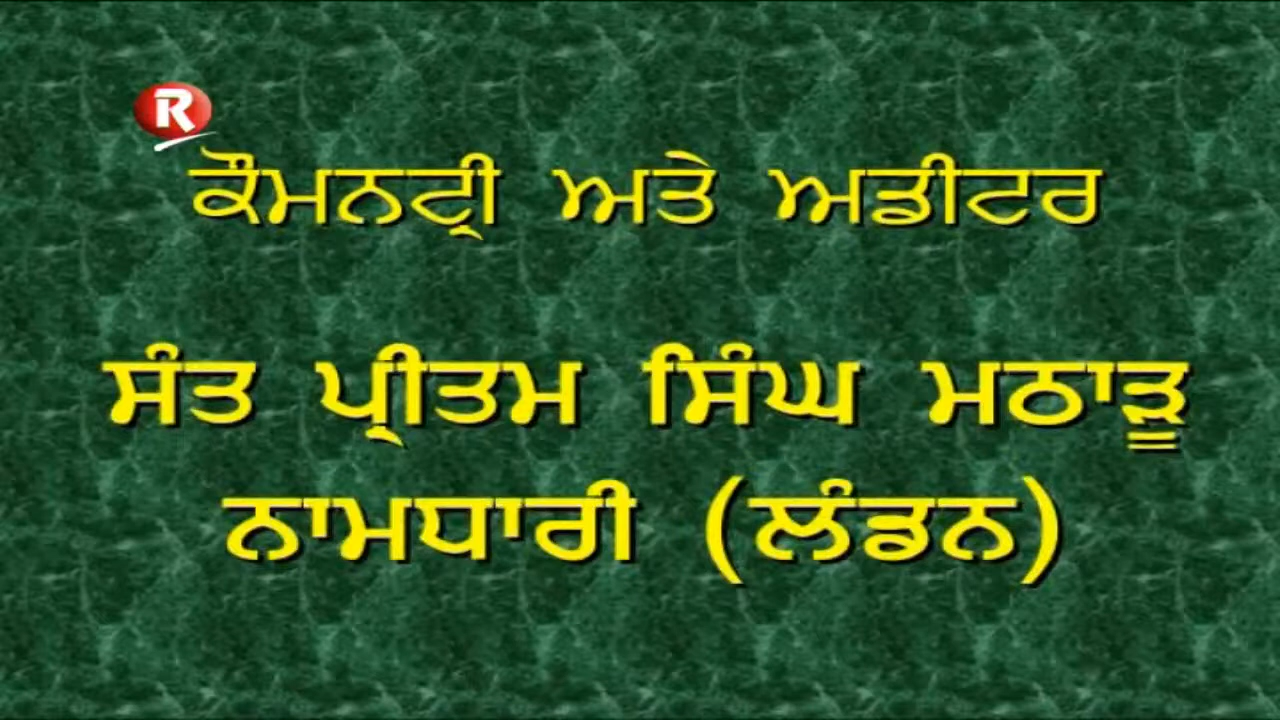 R
ਕੌਮਨਟ੍ਰੀ ਅਤੇ ਅਡੀਟਰ
ਸੰਤ ਪ੍ਰੀਤਮ ਸਿੰਘ ਮਠਾੜੂ
ਨਾਮਧਾਰੀ (ਲੰਡਨ)